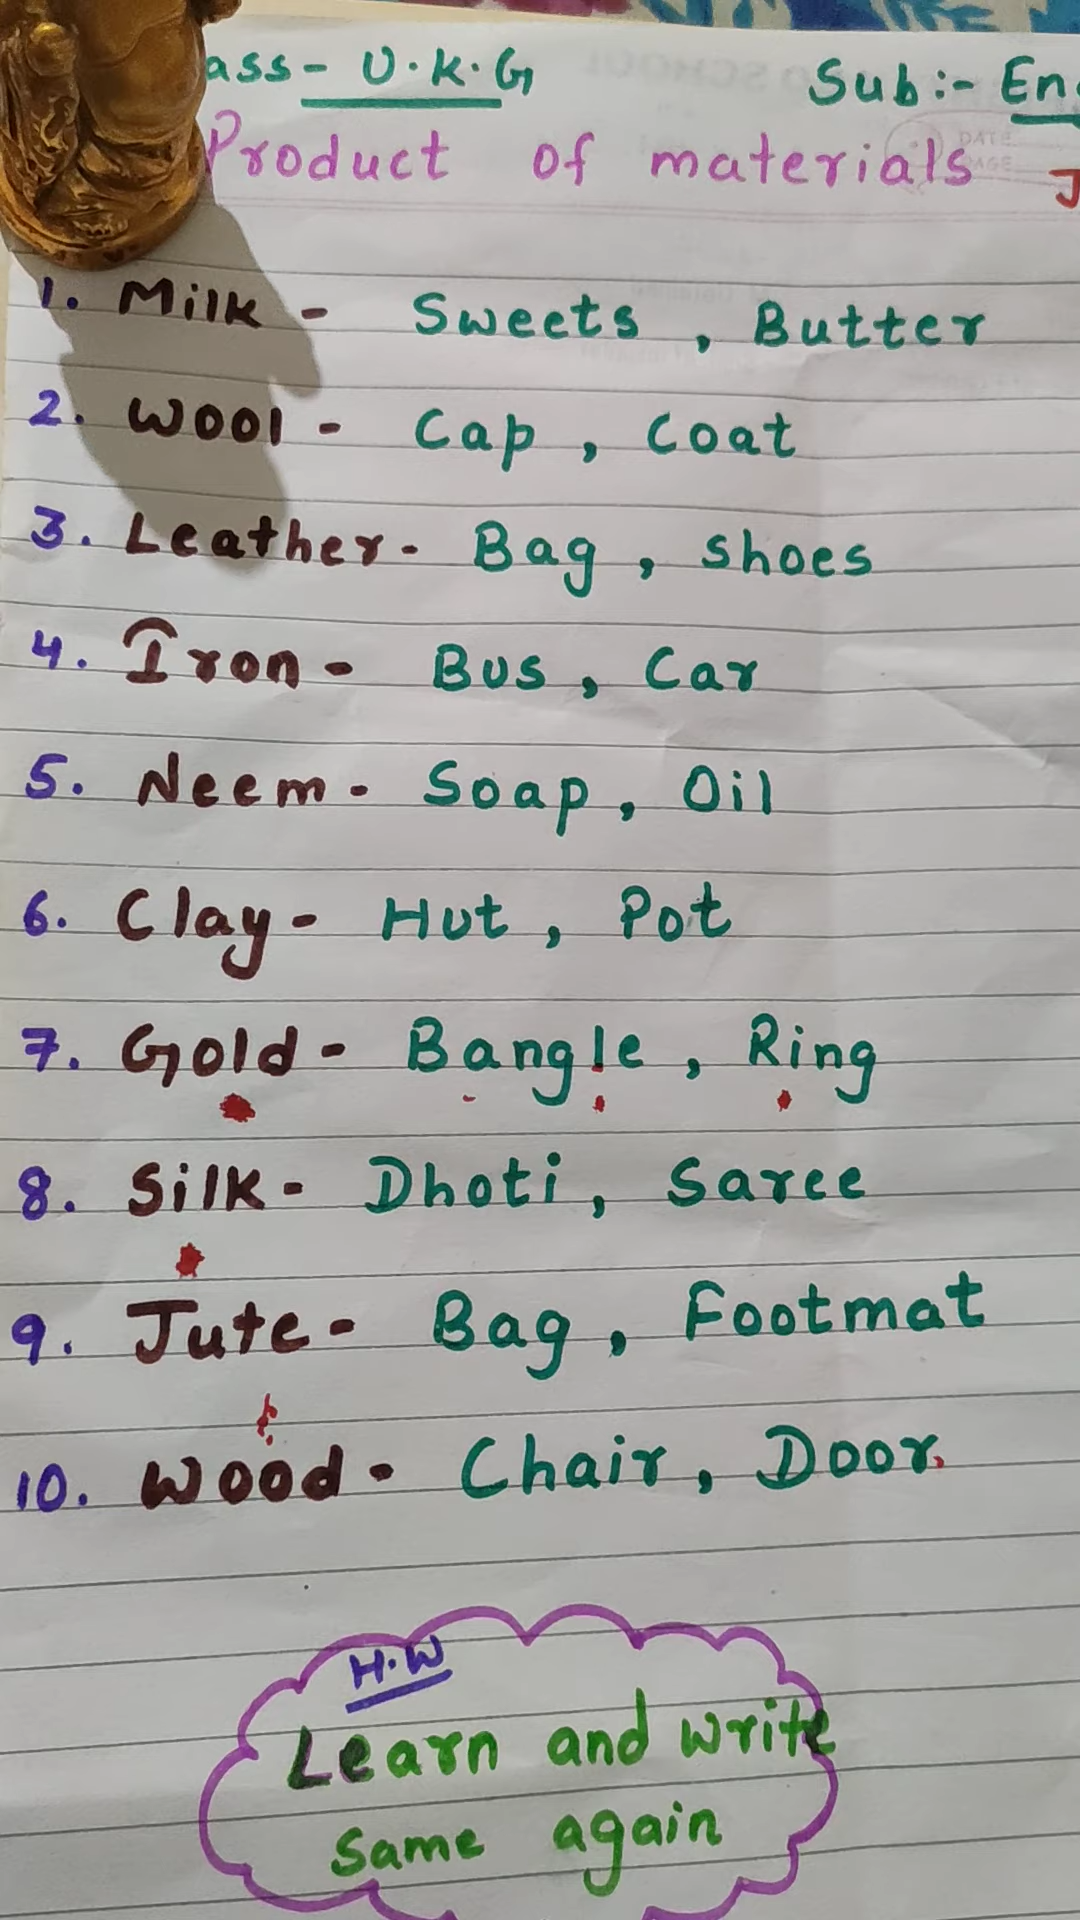 ass- U.K.G Sub:- En
Product of materials J
DATE
PAGE
1. Milk - Sweets , Butter
2. Wool - Cap , Coat
3. Leather - Bag , Shoes
4. Iron - Bus , Car
5. Neem - Soap , Oil
6. Clay - Hut , Pot
7. Gold - Bangle , Ring
8. Silk - Dhoti , Saree
9. Jute - Bag , Footmat
10. Wood - Chair , Door.
H.W
Learn and write
same again